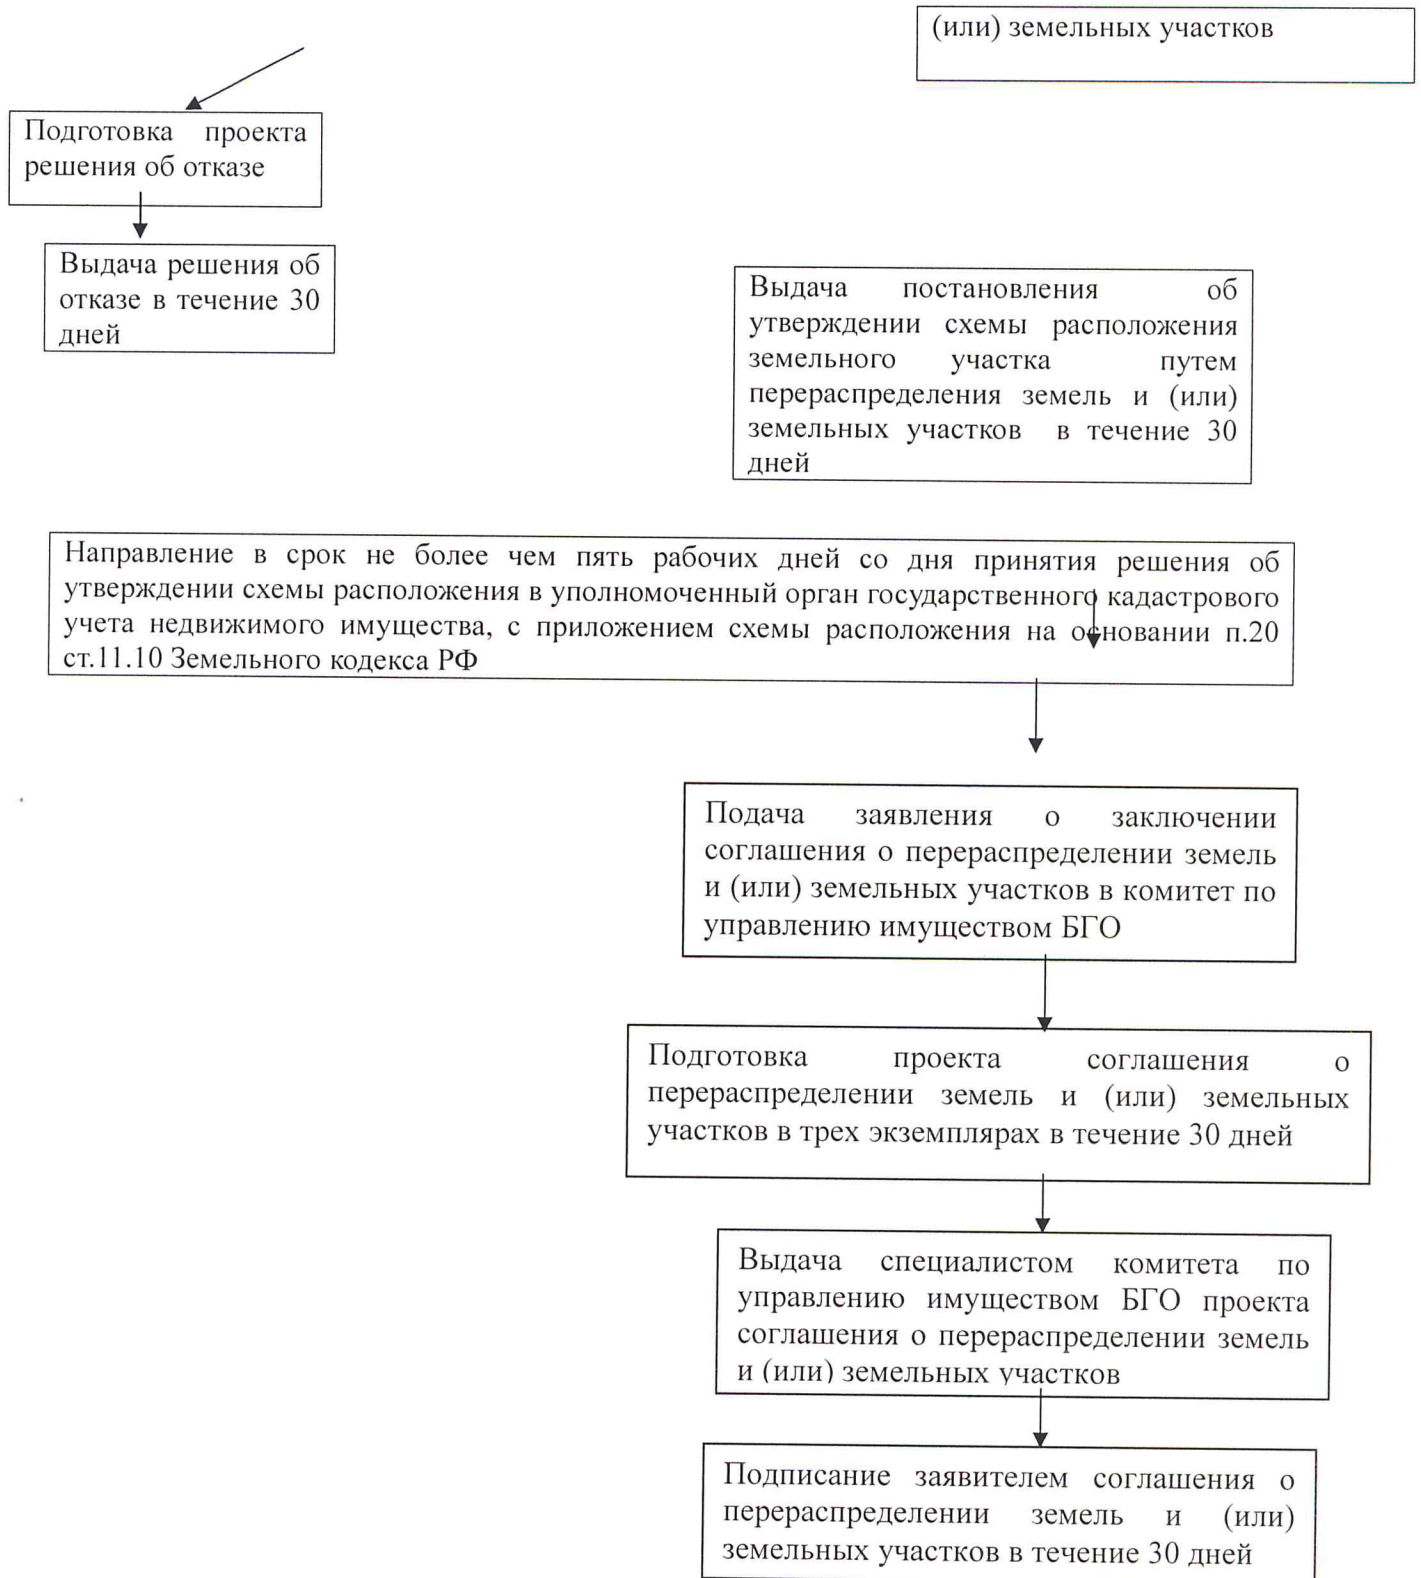 (или) земельных участков
Подготовка проекта
решения об отказе
Выдача решения об
отказе в течение 30
дней
Выдача постановления об
утверждении схемы расположения
земельного участка путем
перераспределения земель и (или)
земельных участков в течение 30
дней
Направление в срок не более чем пять рабочих дней со дня принятия решения об
утверждении схемы расположения в уполномоченный орган государственного кадастрового
учета недвижимого имущества, с приложением схемы расположения на основании п.20
ст.11.10 Земельного кодекса РФ
Подача заявления о заключении
соглашения о перераспределении земель
и (или) земельных участков в комитет по
управлению имуществом БГО
Подготовка проекта соглашения о
перераспределении земель и (или) земельных
участков в трех экземплярах в течение 30 дней
Выдача специалистом комитета по
управлению имуществом БГО проекта
соглашения о перераспределении земель
и (или) земельных участков
Подписание заявителем соглашения о
перераспределении земель и (или)
земельных участков в течение 30 дней